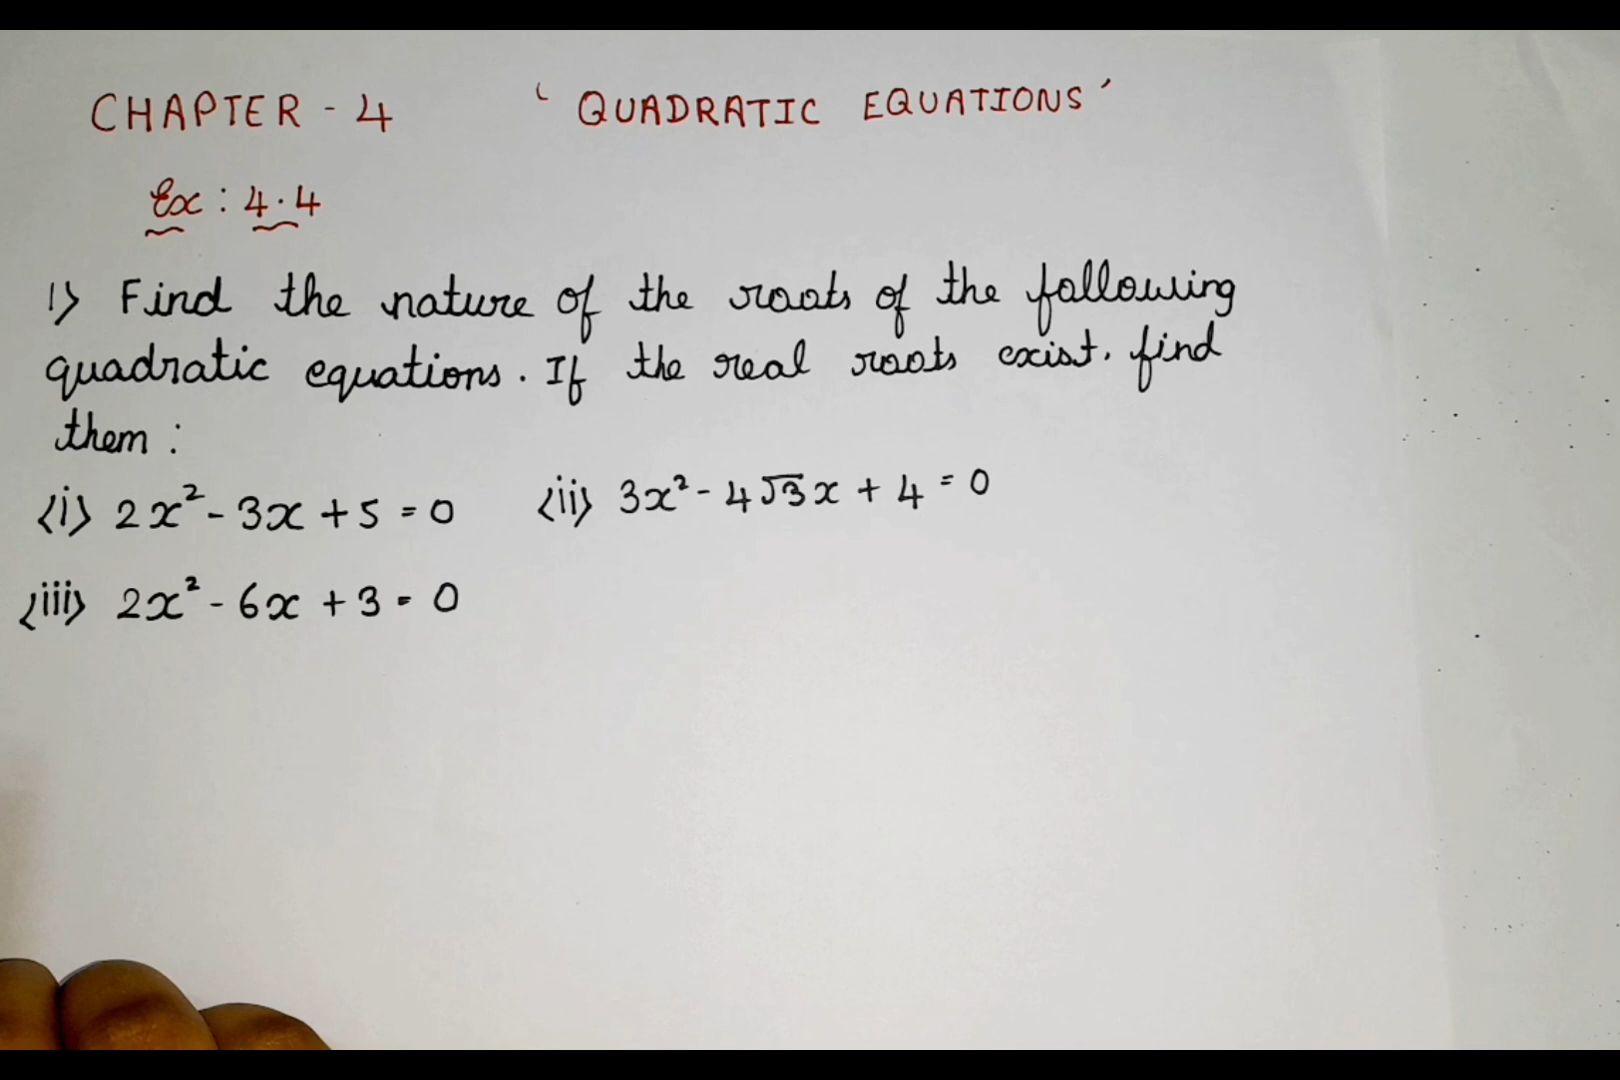 CHAPTER - 4 ‘ QUADRATIC EQUATIONS ’
Ex : 4.4
1) Find the nature of the roots of the following
quadratic equations. If the real roots exist, find
them :
(i) 2x² - 3x + 5 = 0 (ii) 3x² - 4√3x + 4 = 0
(iii) 2x² - 6x + 3 = 0